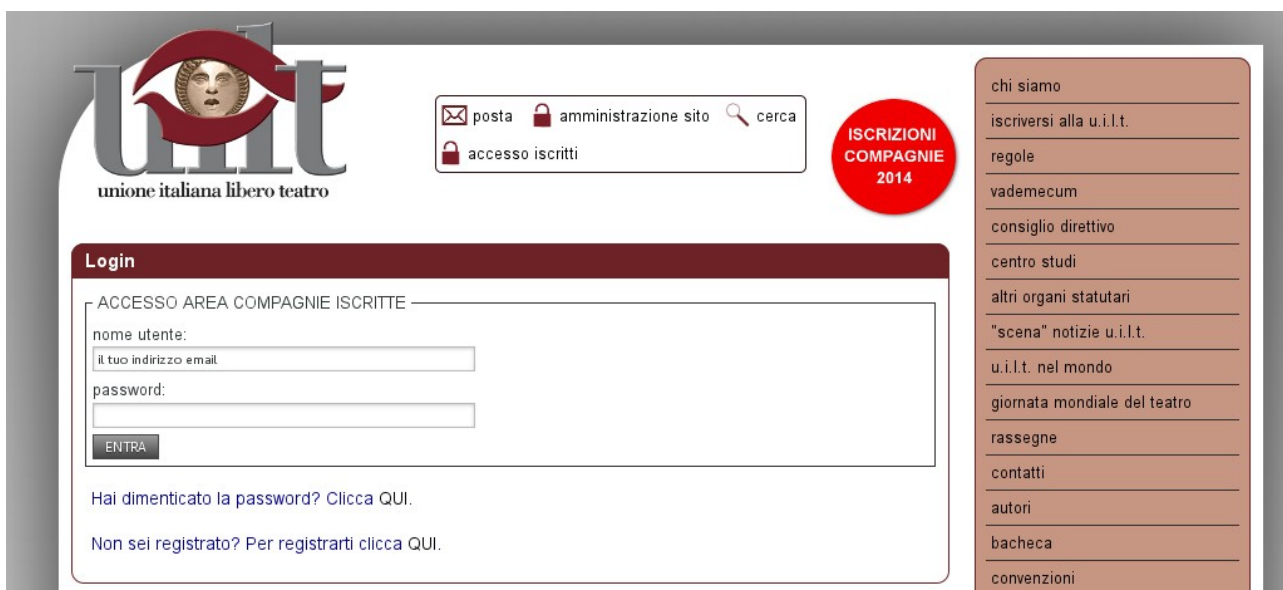 uilt
unione italiana libero teatro
posta amministrazione sito cerca
accesso iscritti
ISCRIZIONI
COMPAGNIE
2014
Login
ACCESSO AREA COMPAGNIE ISCRITTE
nome utente:
il tuo indirizzo email
password:
ENTRA
Hai dimenticato la password? Clicca QUI.
Non sei registrato? Per registrarti clicca QUI.
chi siamo
iscriversi alla u.i.l.t.
regole
vademecum
consiglio direttivo
centro studi
altri organi statutari
"scena" notizie u.i.l.t.
u.i.l.t. nel mondo
giornata mondiale del teatro
rassegne
contatti
autori
bacheca
convenzioni